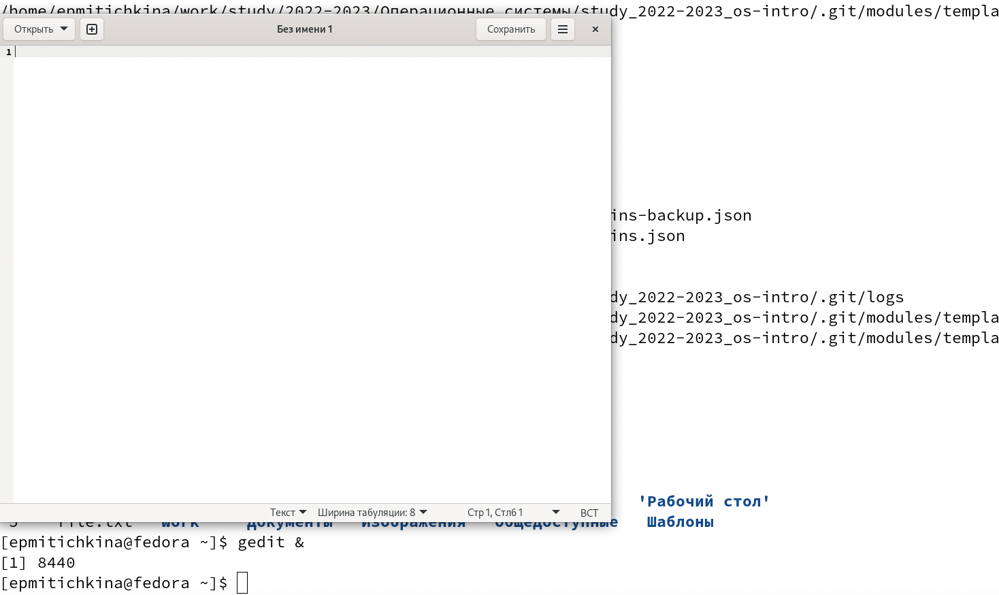 /home/epmitichkina/work/study/2022-2023/Операционные системы/study_2022-2023_os-intro/.git/modules/templa
Открыть Без имени 1 Сохранить
1
ins-backup.json
ins.json
dy_2022-2023_os-intro/.git/logs
dy_2022-2023_os-intro/.git/modules/templa
dy_2022-2023_os-intro/.git/modules/templa
'Рабочий стол'
Текст Ширина табуляции: 8 Стр 1, Стлб 1 ВСТ
file.txt work Документы Изображения Общедоступные Шаблоны
[epmitichkina@fedora ~]$ gedit &
[1] 8440
[epmitichkina@fedora ~]$